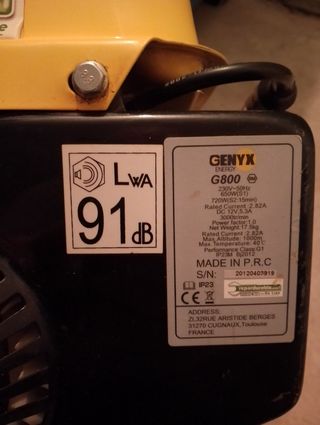 LWA
91dB
GENYX
ENERGY
G800
230V~50Hz
650W(S1)
720W(S2:15min)
Rated Current:2.82A
DC 12V,5.3A
3000r/min
Power factor:1.0
Net Weight:17.5kg
Rated Current:2.82A
Max. Altitude: 1000m
Max. Temperature: 40℃
Performance Class:G1
IP23M Bj2012
MADE IN P.R.C
S/N:
IP23
ADDRESS:
ZI,32RUE ARISTIDE BERGES
31270 CUGNAUX,Toulouse
FRANCE